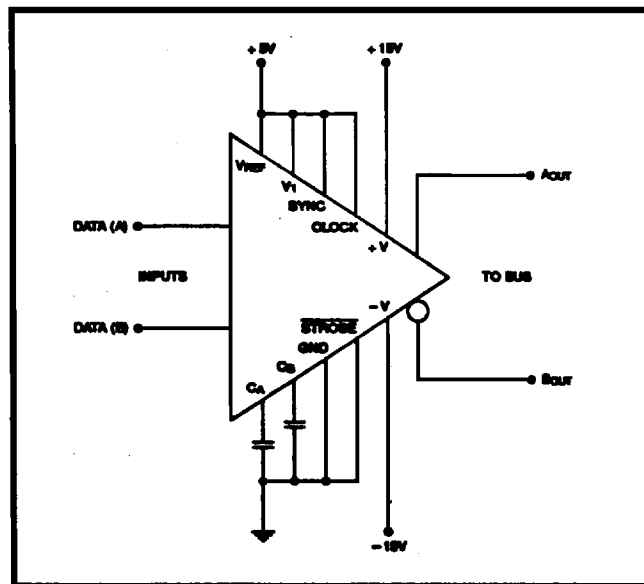 +5V
+15V
VREF
V1
SYNC
CLOCK
+V
AOUT
DATA (A)
INPUTS
TO BUS
DATA (B)
-V
STROBE
GND
CB
CA
BOUT
-15V